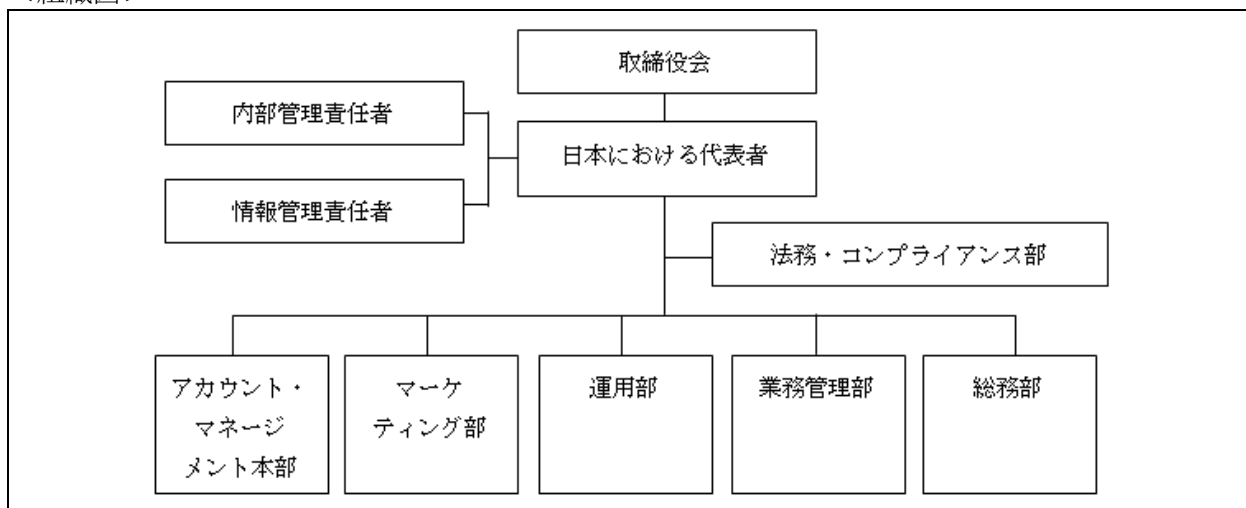 取締役会
内部管理責任者
日本における代表者
情報管理責任者
法務・コンプライアンス部
アカウント・
マネージ
メント本部
マーケ
ティング部
運用部
業務管理部
総務部